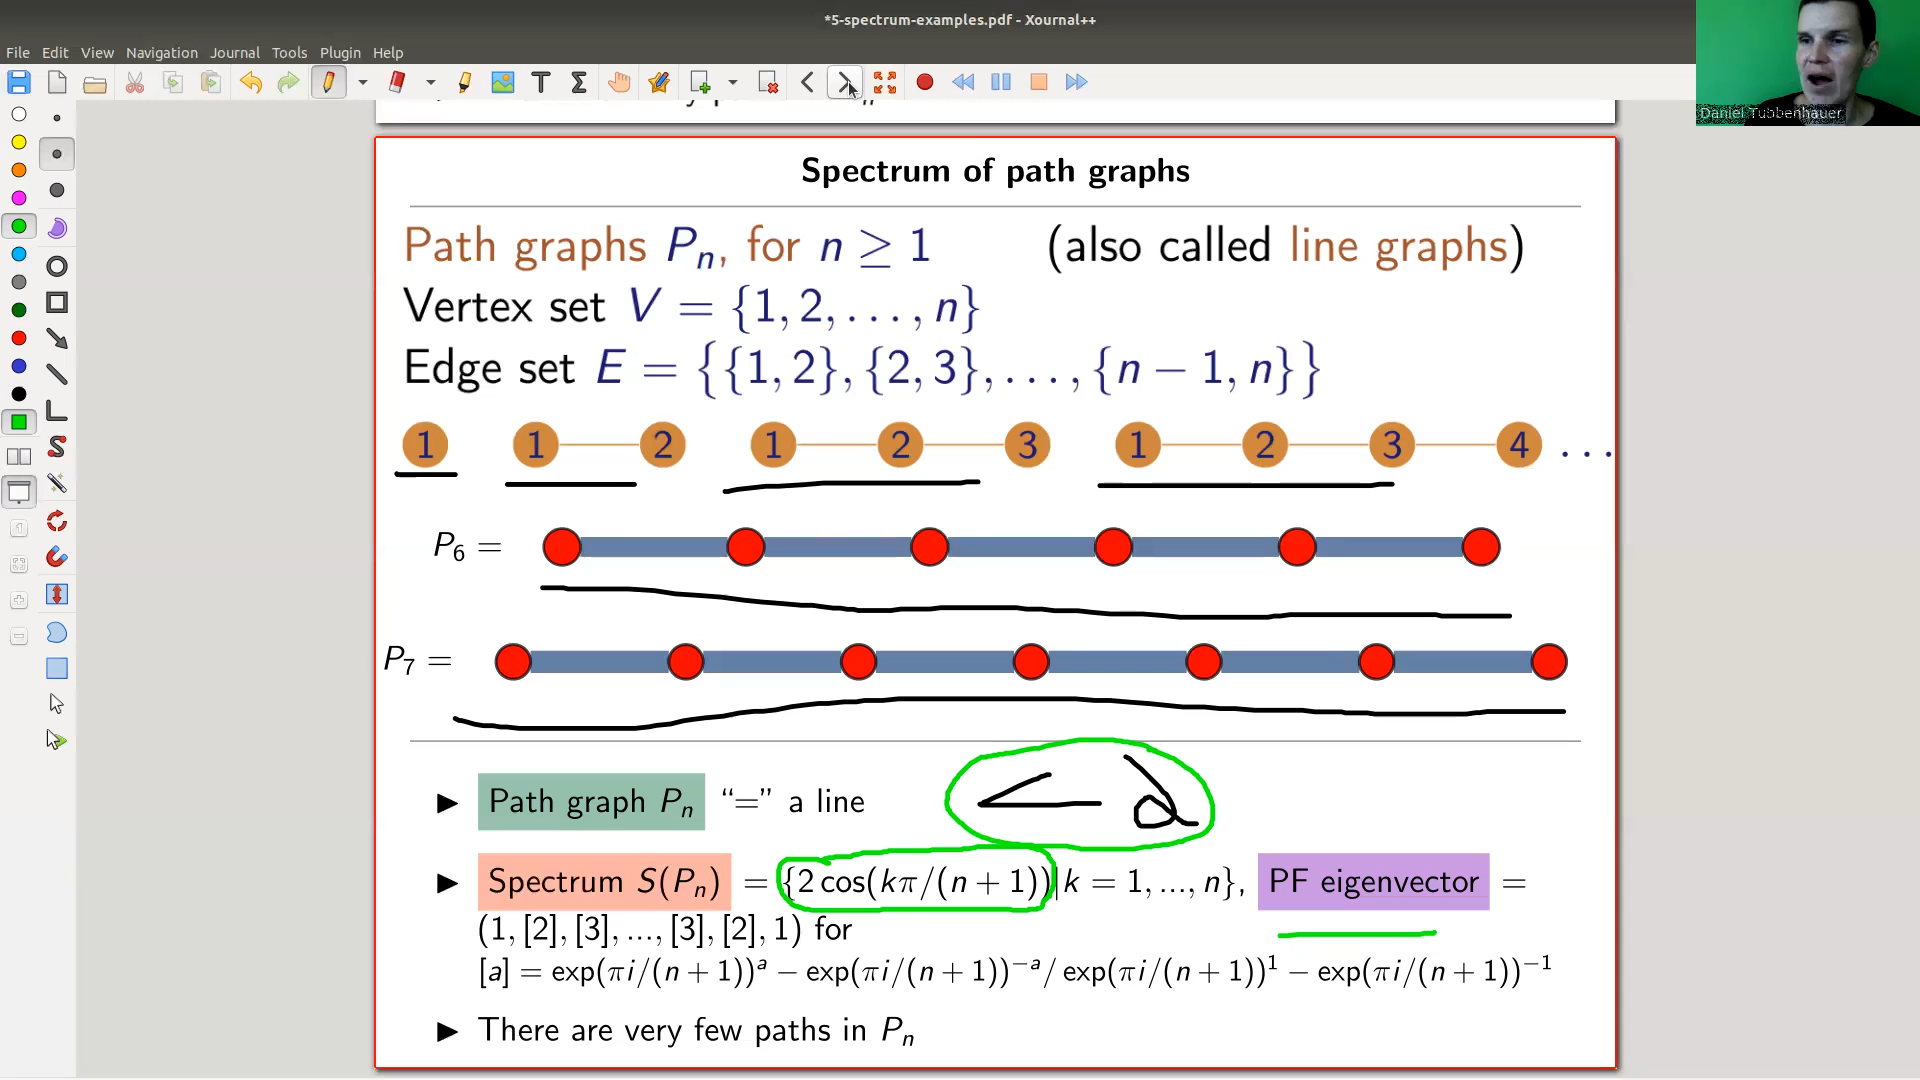 *5-spectrum-examples.pdf - Xournal++
File Edit View Navigation Journal Tools Plugin Help
Daniel Tubbenhauer
Spectrum of path graphs
Path graphs Pₙ, for n ≥ 1 (also called line graphs)
Vertex set V = {1, 2, . . . , n}
Edge set E = {{1, 2}, {2, 3}, . . . , {n − 1, n}}
1 1 2 1 2 3 1 2 3 4 . . .
P₆ =
P₇ =
► Path graph Pₙ “=” a line
< 2
► Spectrum S(Pₙ) = {2 cos(kπ/(n + 1))|k = 1, ..., n}, PF eigenvector =
(1, [2], [3], ..., [3], [2], 1) for
[a] = exp(πi/(n + 1))ᵃ − exp(πi/(n + 1))⁻ᵃ/ exp(πi/(n + 1))¹ − exp(πi/(n + 1))⁻¹
► There are very few paths in Pₙ